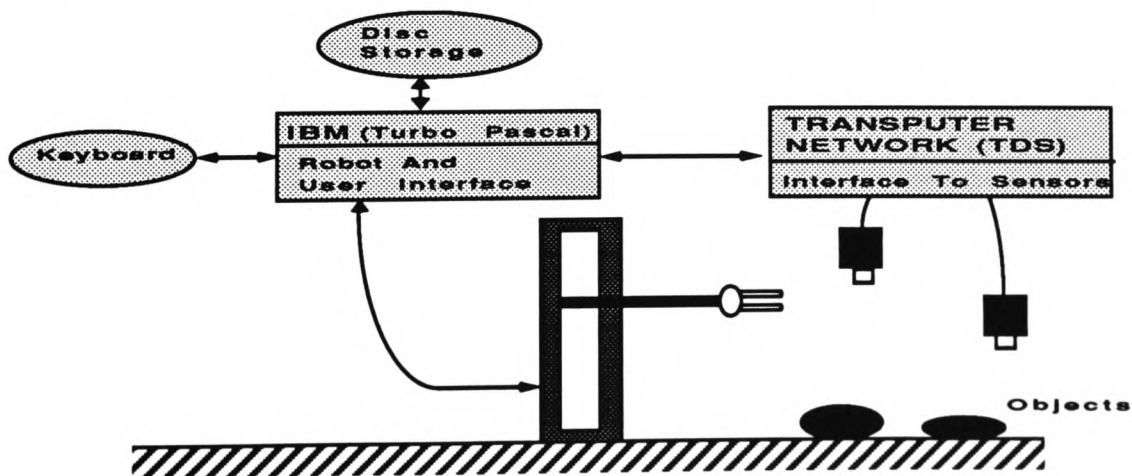 Disc
Storage
IBM (Turbo Pascal)
Robot And
User Interface
Keyboard
TRANSPUTER
NETWORK (TDS)
Interface To Sensors
Objects